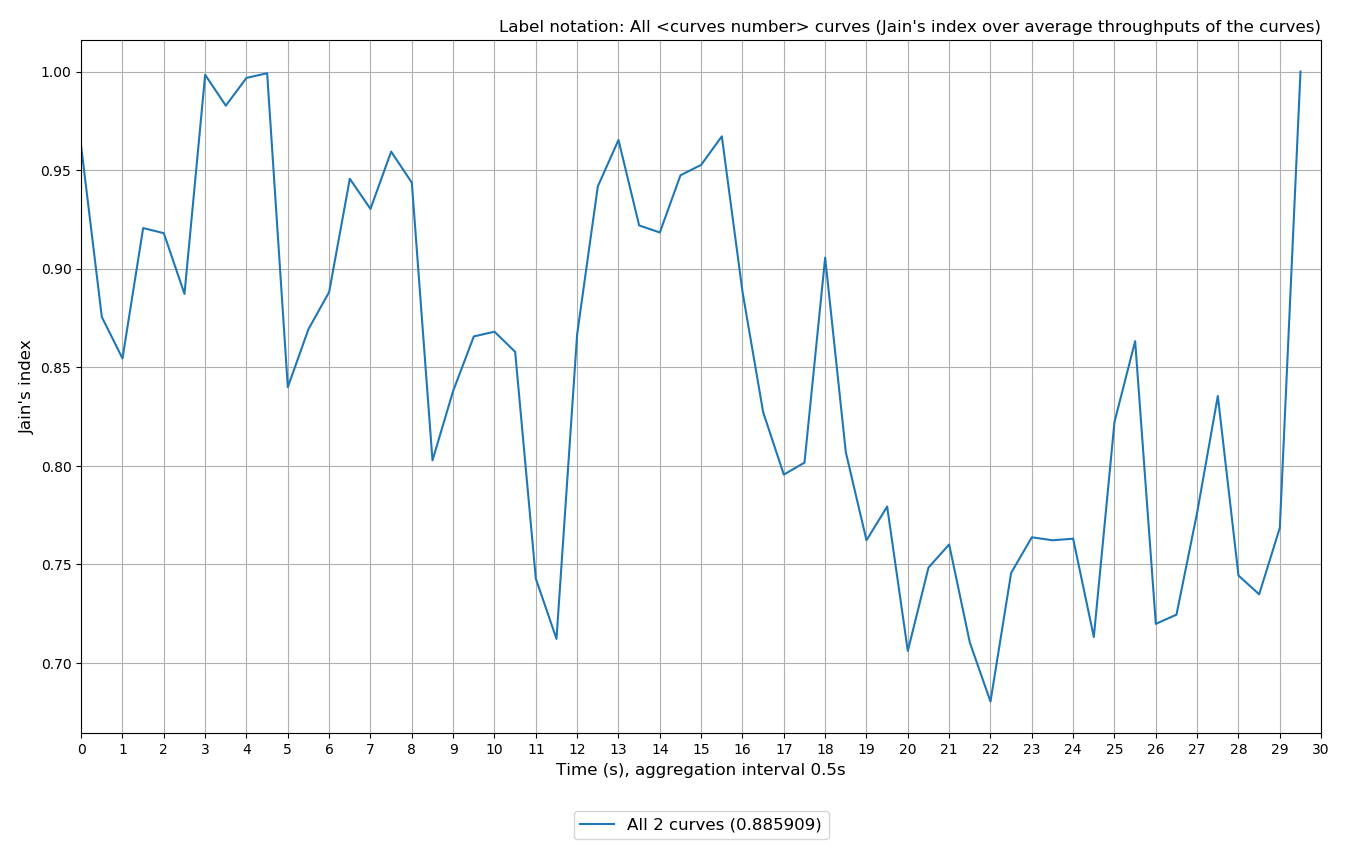 Label notation: All <curves number> curves (Jain's index over average throughputs of the curves)
1.00
0.95
0.90
0.85
0.80
0.75
0.70
Jain's index
0 1 2 3 4 5 6 7 8 9 10 11 12 13 14 15 16 17 18 19 20 21 22 23 24 25 26 27 28 29 30
Time (s), aggregation interval 0.5s
All 2 curves (0.885909)